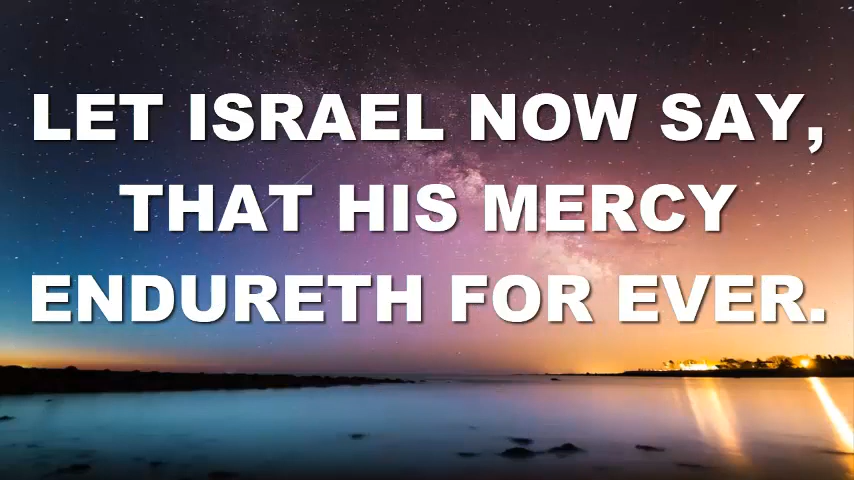 LET ISRAEL NOW SAY,
THAT HIS MERCY
ENDURETH FOR EVER.